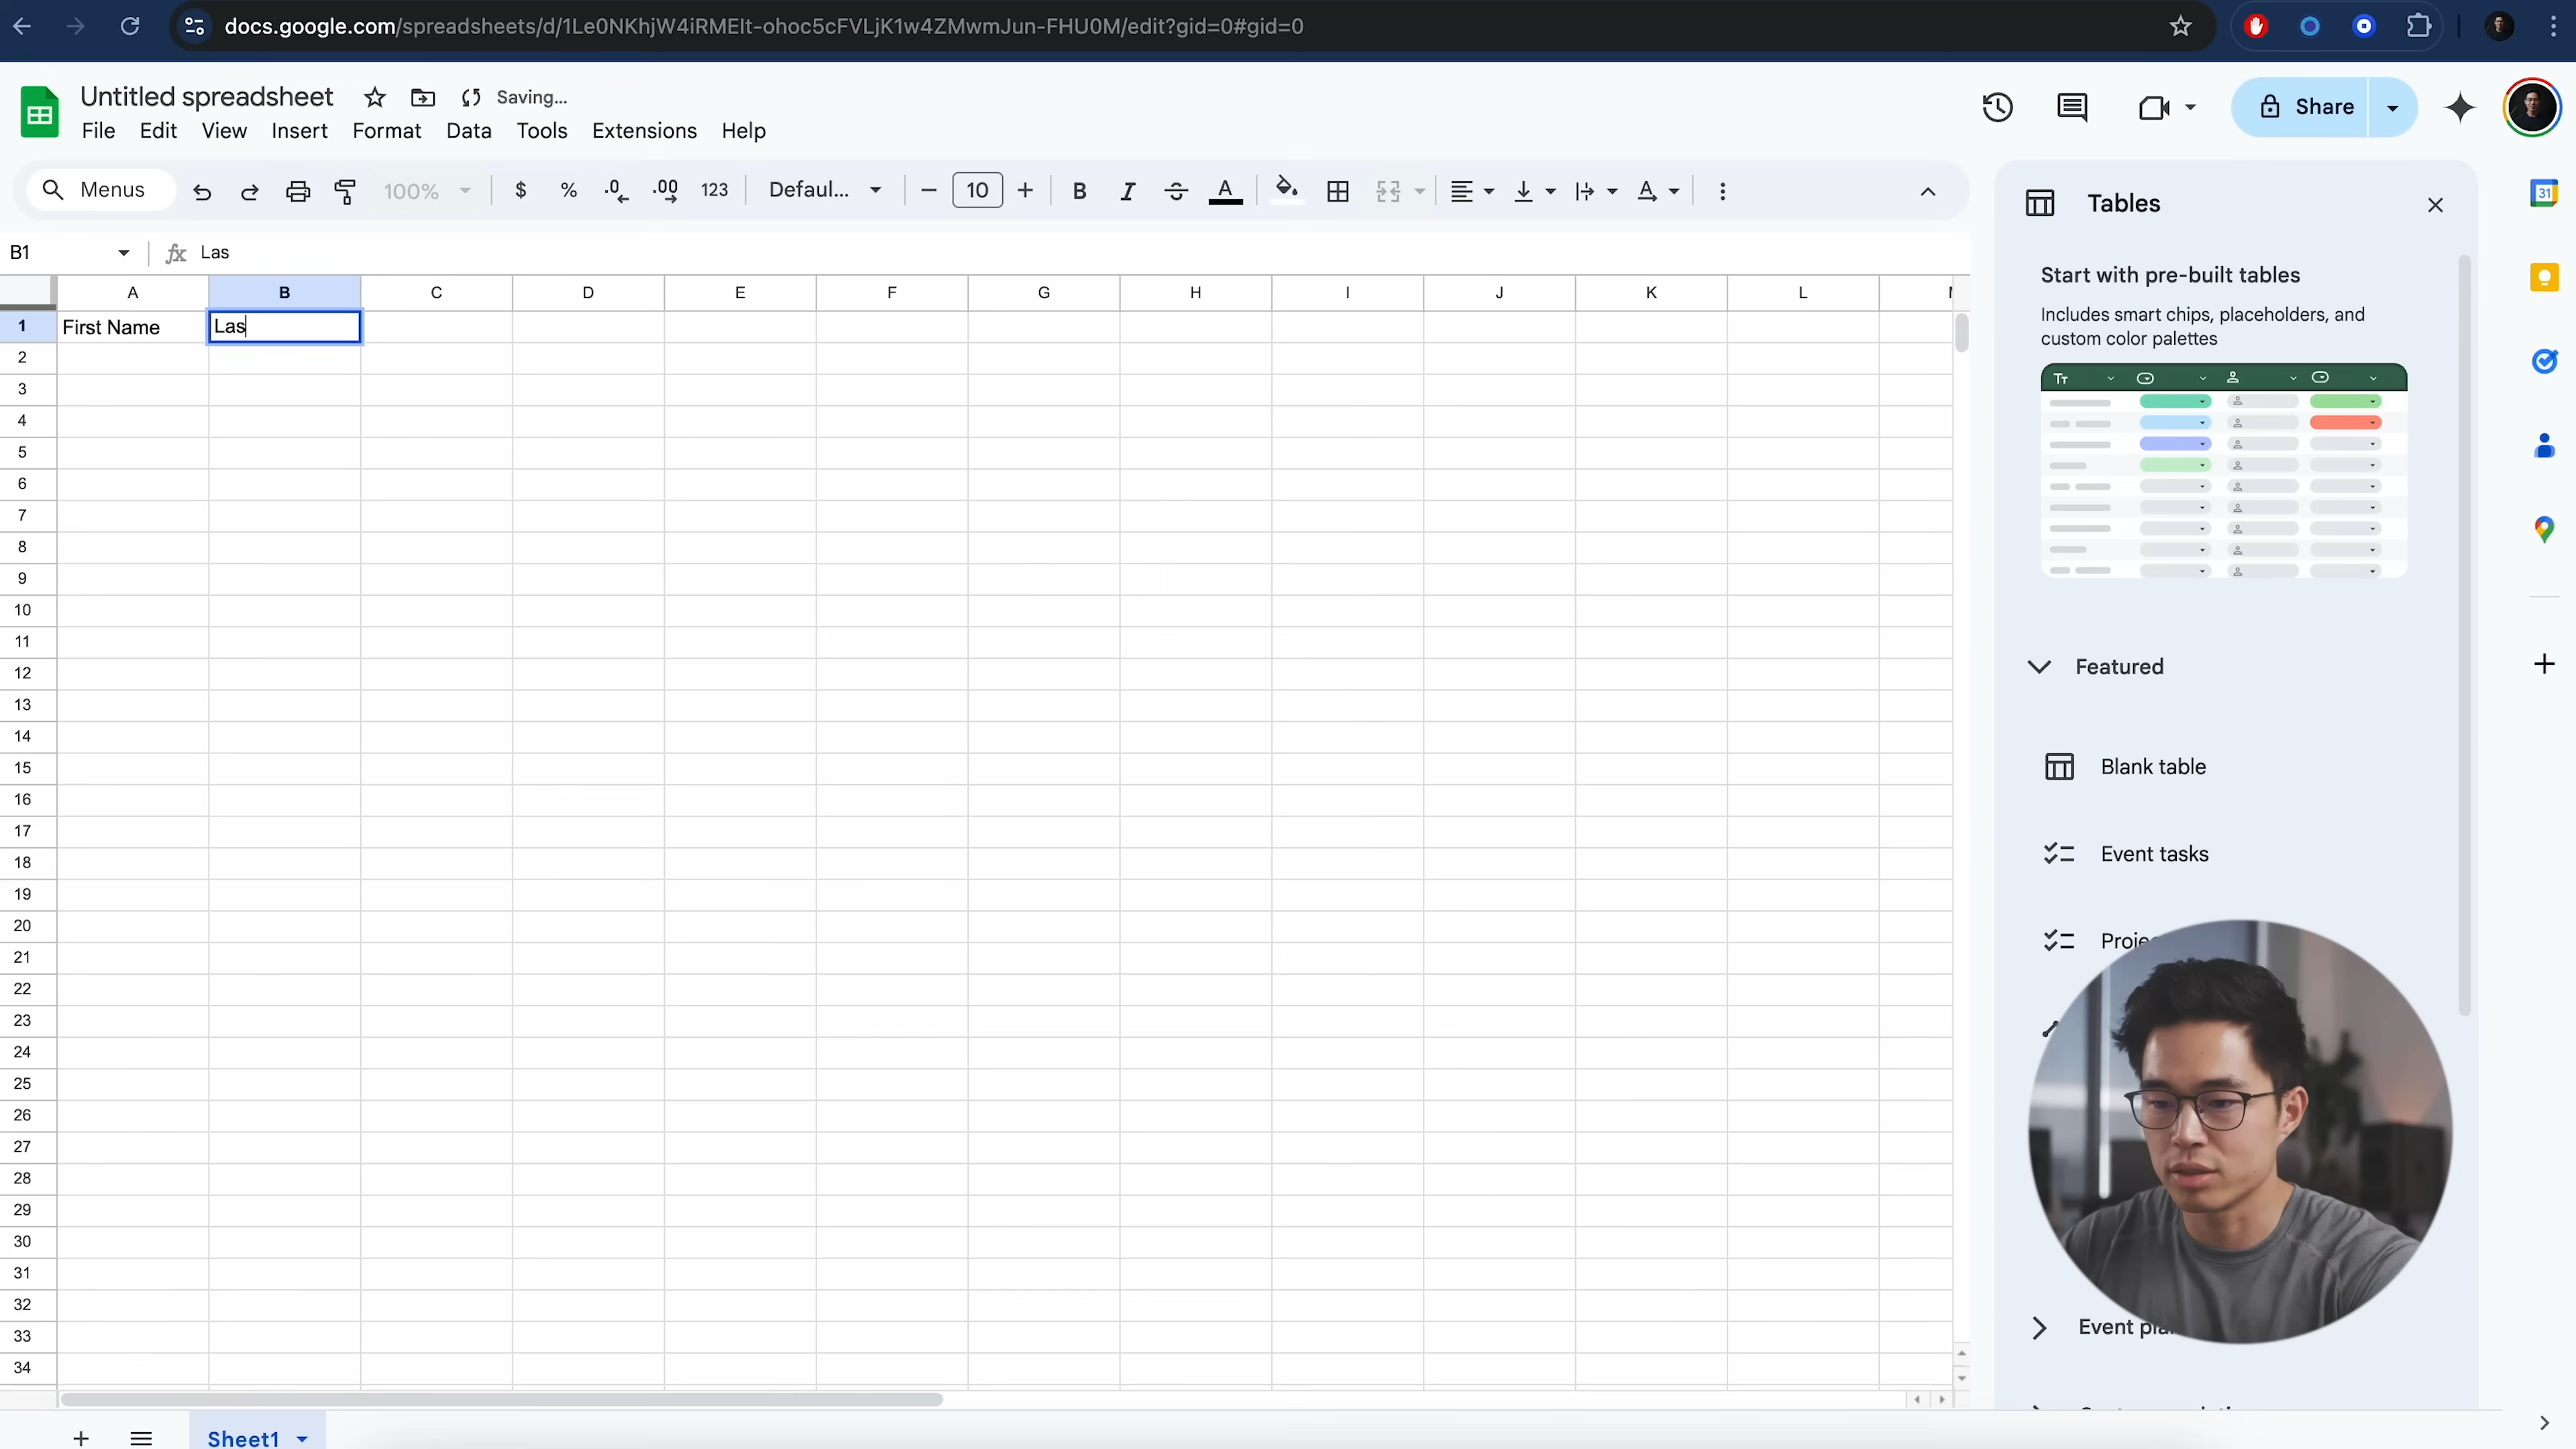 docs.google.com/spreadsheets/d/1Le0NKhjW4iRMEIt-ohoc5cFVLjK1w4ZMwmJun-FHU0M/edit?gid=0#gid=0
Untitled spreadsheet Saving...
File Edit View Insert Format Data Tools Extensions Help
Share
Menus 100% $ % .0 .00 123 Defaul... 10 B I S A
B1 fx Las
A B C D E F G H I J K L
1 First Name Las
2
3
4
5
6
7
8
9
10
11
12
13
14
15
16
17
18
19
20
21
22
23
24
25
26
27
28
29
30
31
32
33
34
Sheet1
Tables
Start with pre-built tables
Includes smart chips, placeholders, and
custom color palettes
Tт
Featured
Blank table
Event tasks
Event
31